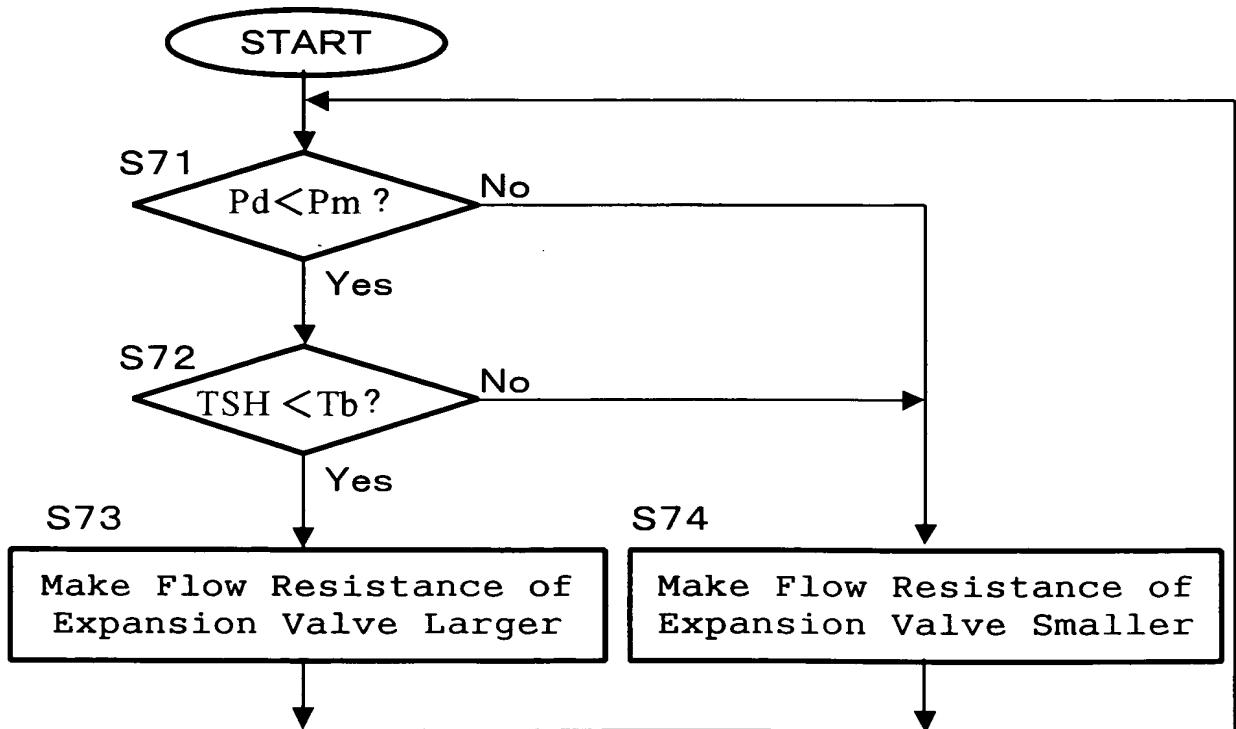 START
S71
Pd<Pm ?
No
Yes
S72
TSH <Tb?
No
Yes
S73
Make Flow Resistance of
Expansion Valve Larger
S74
Make Flow Resistance of
Expansion Valve Smaller